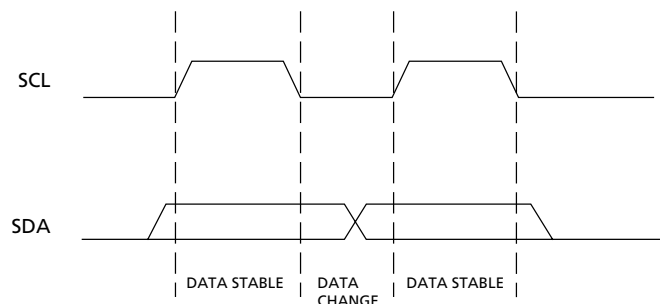 SCL
SDA
DATA STABLE
DATA
CHANGE
DATA STABLE